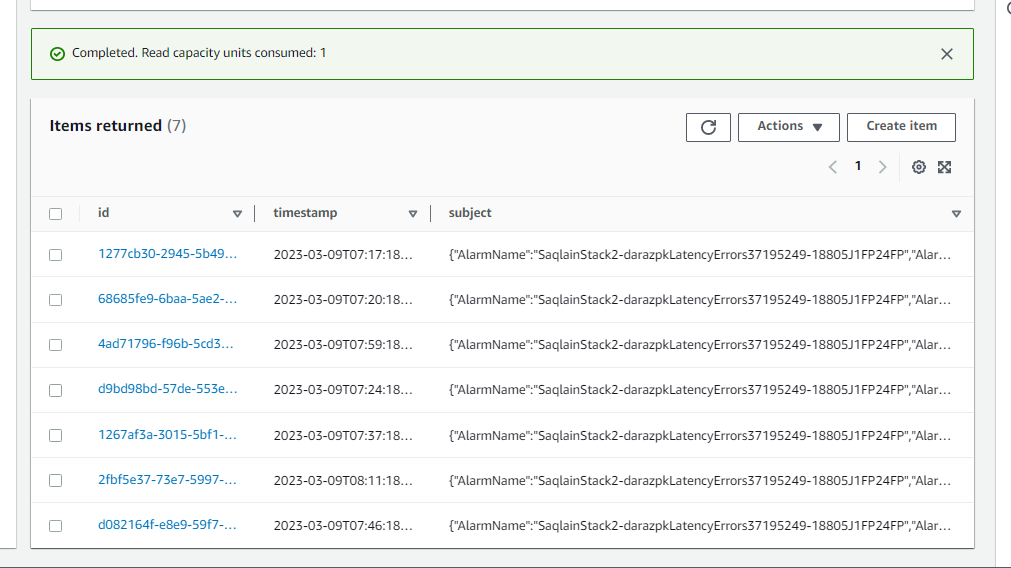 Completed. Read capacity units consumed: 1
Items returned (7)
Actions
Create item
1
id timestamp subject
1277cb30-2945-5b49... 2023-03-09T07:17:18... {"AlarmName":"SaqlainStack2-darazpkLatencyErrors37195249-18805J1FP24FP","Alar...
68685fe9-6baa-5ae2-... 2023-03-09T07:20:18... {"AlarmName":"SaqlainStack2-darazpkLatencyErrors37195249-18805J1FP24FP","Alar...
4ad71796-f96b-5cd3... 2023-03-09T07:59:18... {"AlarmName":"SaqlainStack2-darazpkLatencyErrors37195249-18805J1FP24FP","Alar...
d9bd98bd-57de-553e... 2023-03-09T07:24:18... {"AlarmName":"SaqlainStack2-darazpkLatencyErrors37195249-18805J1FP24FP","Alar...
1267af3a-3015-5bf1-... 2023-03-09T07:37:18... {"AlarmName":"SaqlainStack2-darazpkLatencyErrors37195249-18805J1FP24FP","Alar...
2fbf5e37-73e7-5997-... 2023-03-09T08:11:18... {"AlarmName":"SaqlainStack2-darazpkLatencyErrors37195249-18805J1FP24FP","Alar...
d082164f-e8e9-59f7-... 2023-03-09T07:46:18... {"AlarmName":"SaqlainStack2-darazpkLatencyErrors37195249-18805J1FP24FP","Alar...